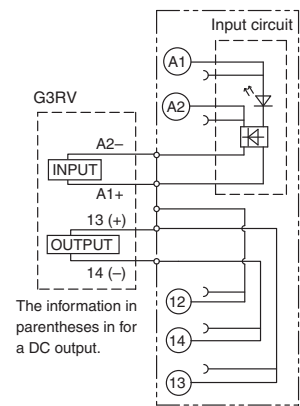 Input circuit
A1
G3RV
A2
A2–
INPUT
A1+
13 (+)
OUTPUT
14 (–)
12
The information in
parentheses in for
a DC output.
14
13